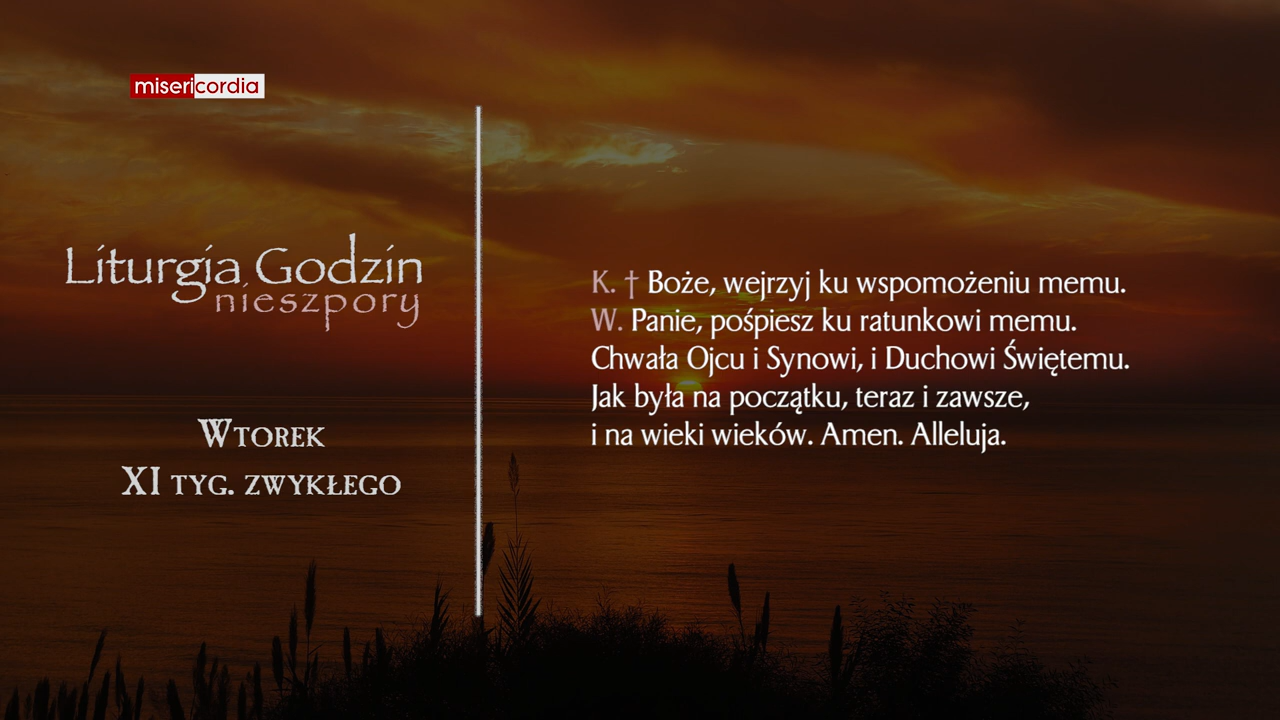 misericordia
Liturgia Godzin
nieszpory
Wtorek
XI tyg. zwykłego
K. † Boże, wejrzyj ku wspomożeniu memu.
W. Panie, pośpiesz ku ratunkowi memu.
Chwała Ojcu i Synowi, i Duchowi Świętemu.
Jak była na początku, teraz i zawsze,
i na wieki wieków. Amen. Alleluja.